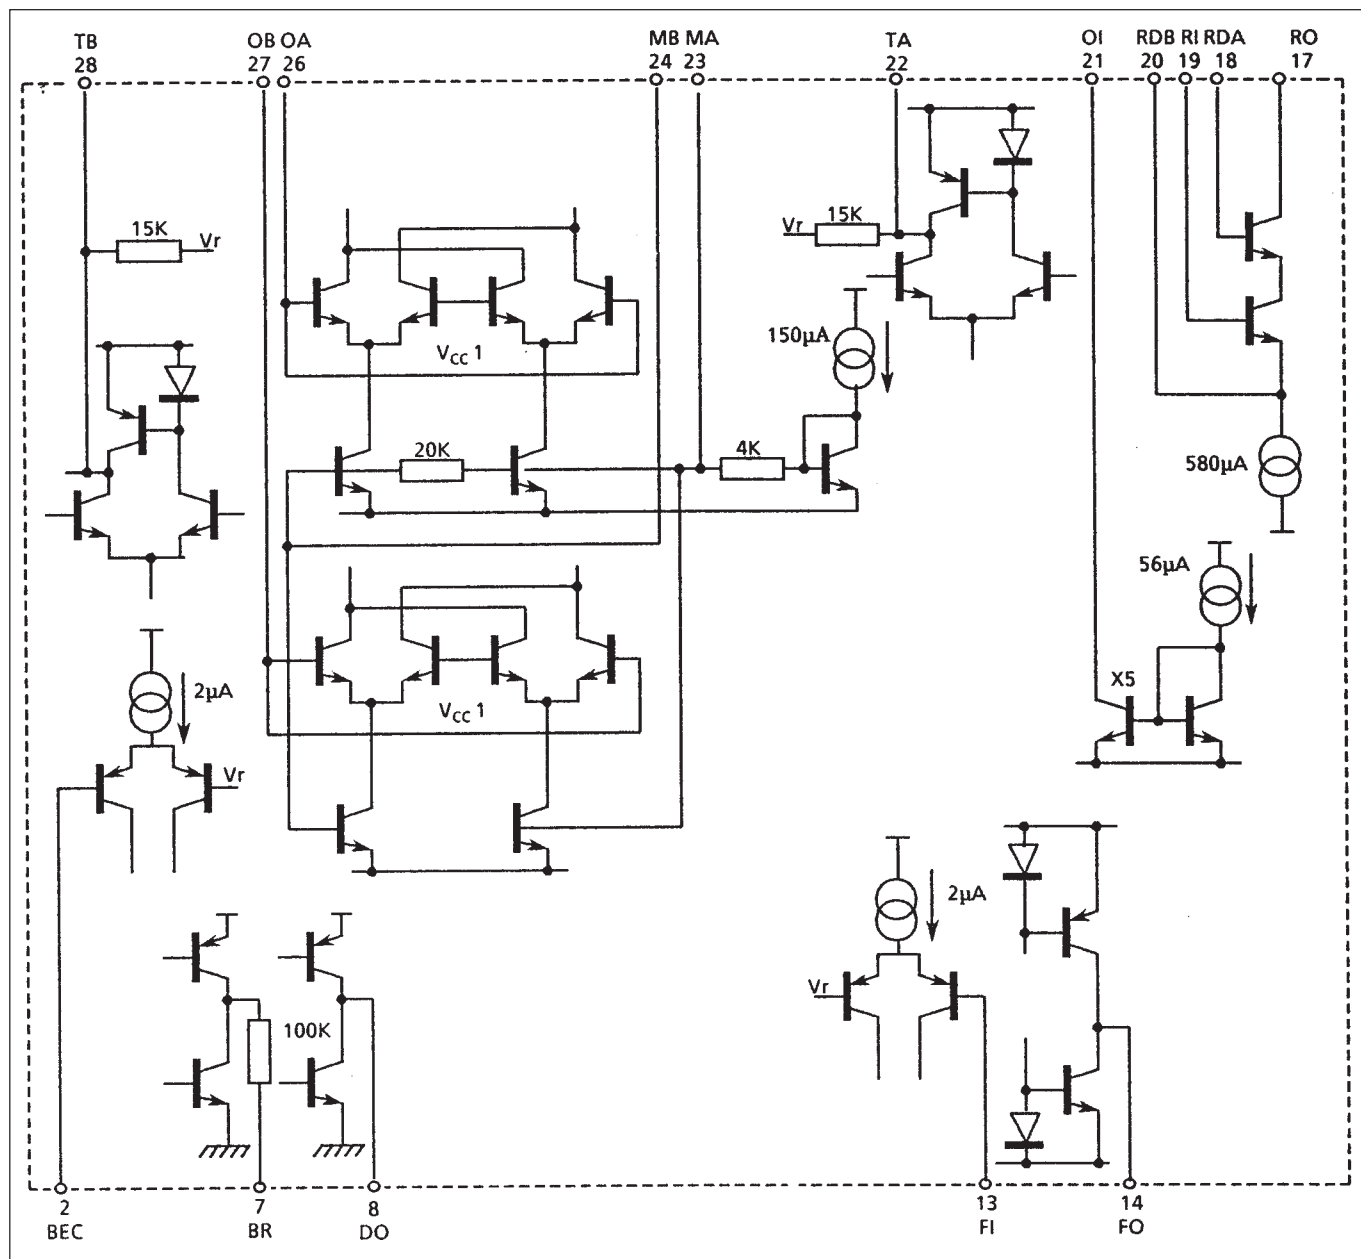 TB OB OA MB MA TA OI RDB RI RDA RO
28 27 26 24 23 22 21 20 19 18 17
15K Vr
Vr 15K
V_CC 1
150µA
20K
4K
580µA
56µA
X5
2µA
V_CC 1
Vr
2µA
Vr
100K
2 7 8 13 14
BEC BR DO FI FO